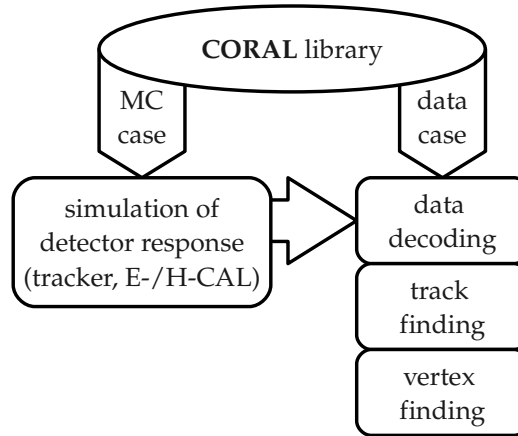 CORAL library
MC
case
data
case
simulation of
detector response
(tracker, E-/H-CAL)
data
decoding
track
finding
vertex
finding